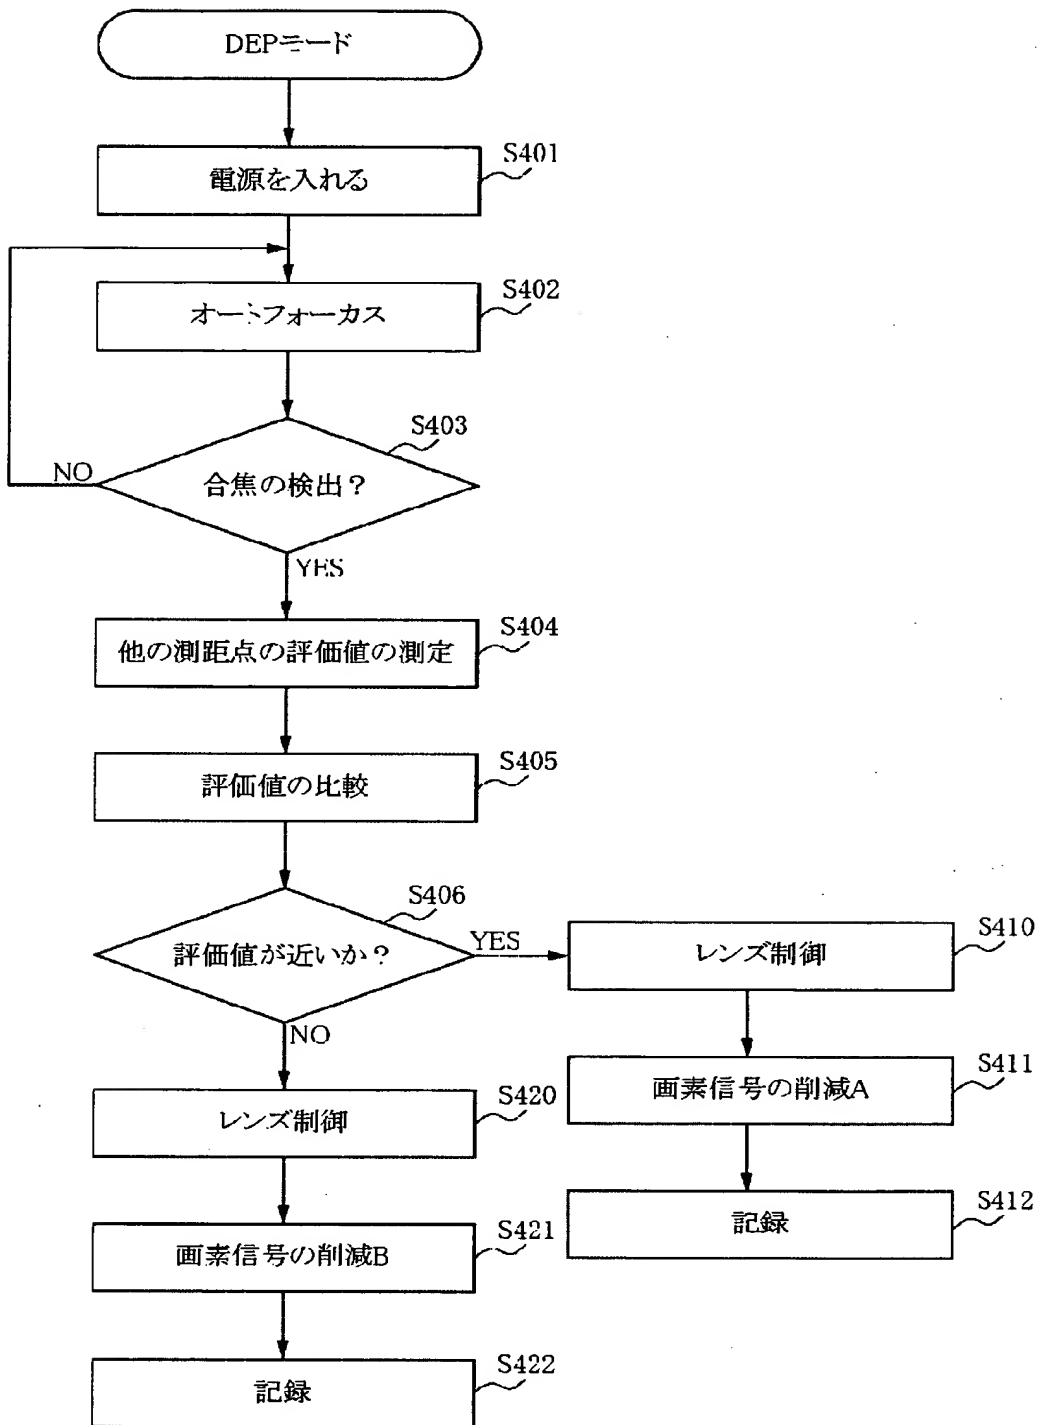 DEPモード
電源を入れる
S401
オートフォーカス
S402
合焦の検出?
S403
NO
YES
他の測距点の評価値の測定
S404
評価値の比較
S405
評価値が近いか?
S406
YES
NO
レンズ制御
S410
画素信号の削減A
S411
記録
S412
レンズ制御
S420
画素信号の削減B
S421
記録
S422